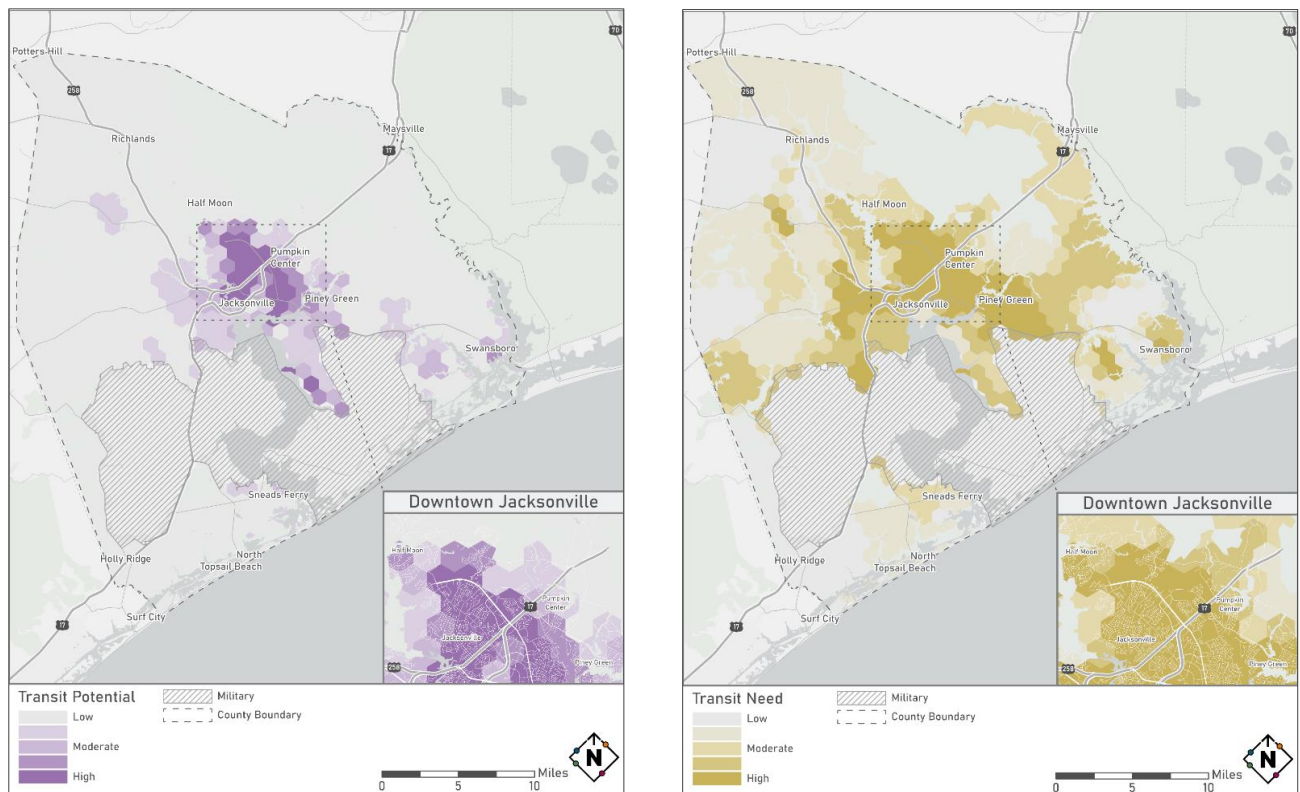 70
Potters Hill
258
Richlands
Maysville
17
Half Moon
Pumpkin
Center
Jacksonville
Piney Green
Swansboro
Sneads Ferry
Holly Ridge
North
Topsail Beach
Surf City
17
Downtown Jacksonville
Half Moon
17
Pumpkin
Center
Jacksonville
Piney Green
258
Transit Potential
Low
Moderate
High
Military
County Boundary
N
Miles
0 5 10
70
Potters Hill
258
Richlands
Maysville
17
Half Moon
Pumpkin
Center
Jacksonville
Piney Green
Swansboro
Sneads Ferry
Holly Ridge
North
Topsail Beach
Surf City
17
Downtown Jacksonville
Half Moon
17
Pumpkin
Center
Jacksonville
Piney Green
258
Transit Need
Low
Moderate
High
Military
County Boundary
N
Miles
0 5 10